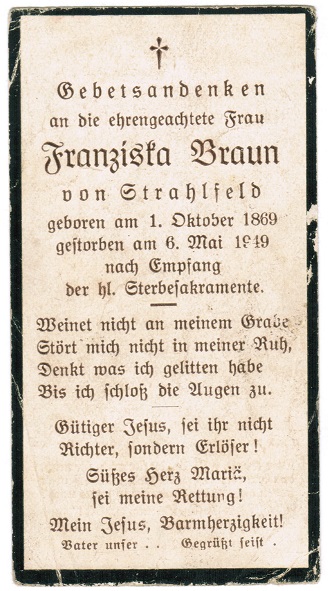 Gebetsandenken
an die ehrengeachtete Frau
Franziska Braun
von Strahlfeld
geboren am 1. Oktober 1869
gestorben am 6. Mai 1949
nach Empfang
der hl. Sterbesakramente.
Weinet nicht an meinem Grabe
Stört mich nicht in meiner Ruh,
Denkt was ich gelitten habe
Bis ich schloß die Augen zu.
Gütiger Jesus, sei ihr nicht
Richter, sondern Erlöser!
Süßes Herz Mariä,
sei meine Rettung!
Mein Jesus, Barmherzigkeit!
Vater unser . . Gegrüßt seist .